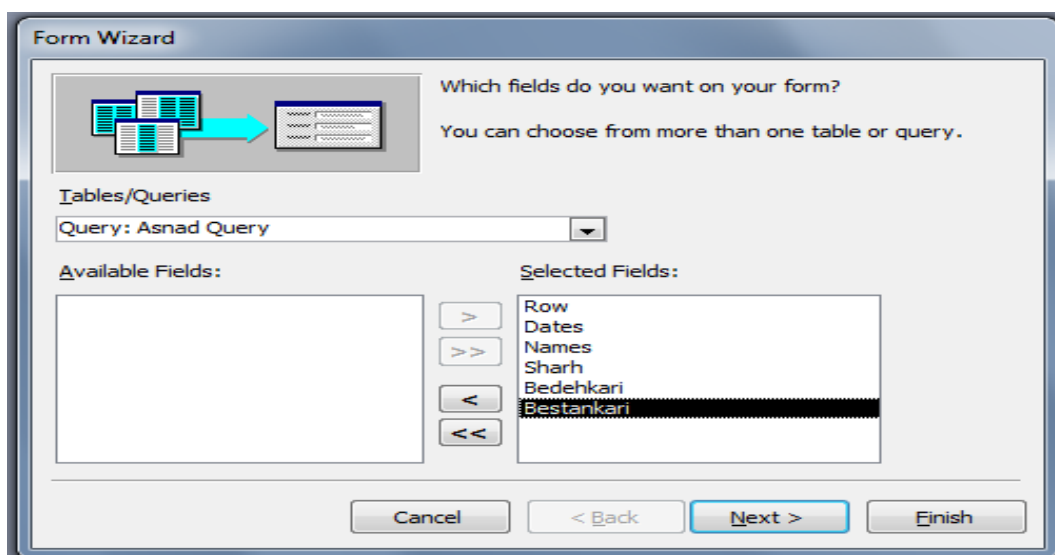 Form Wizard
Which fields do you want on your form?
You can choose from more than one table or query.
Tables/Queries
Query: Asnad Query
Available Fields:
Selected Fields:
>
>>
<
<<
Row
Dates
Names
Sharh
Bedehkari
Bestankari
Cancel
< Back
Next >
Finish